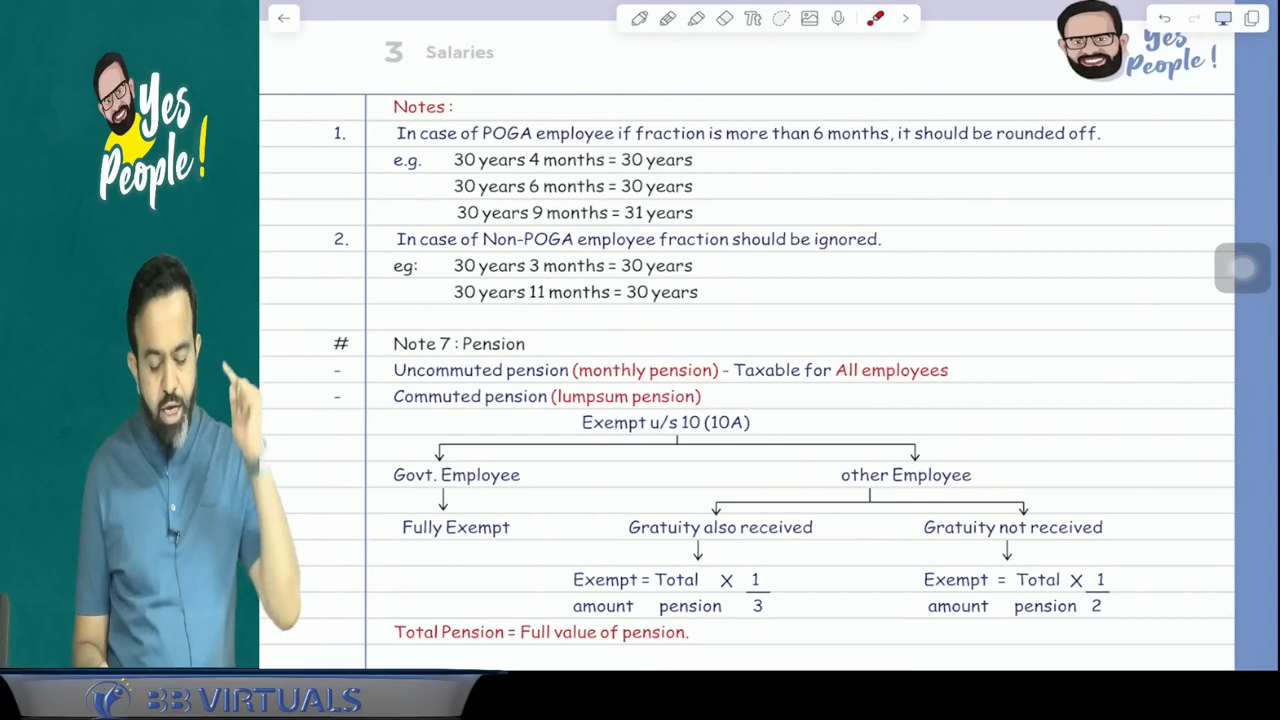 Yes
People !
3 Salaries
Yes
People !
Notes :
1. In case of POGA employee if fraction is more than 6 months, it should be rounded off.
e.g. 30 years 4 months = 30 years
30 years 6 months = 30 years
30 years 9 months = 31 years
2. In case of Non-POGA employee fraction should be ignored.
eg: 30 years 3 months = 30 years
30 years 11 months = 30 years
# Note 7 : Pension
- Uncommuted pension (monthly pension) - Taxable for All employees
- Commuted pension (lumpsum pension)
Exempt u/s 10 (10A)
Govt. Employee other Employee
Fully Exempt Gratuity also received Gratuity not received
Exempt = Total X 1 Exempt = Total X 1
amount pension 3 amount pension 2
Total Pension = Full value of pension.
BB VIRTUALS